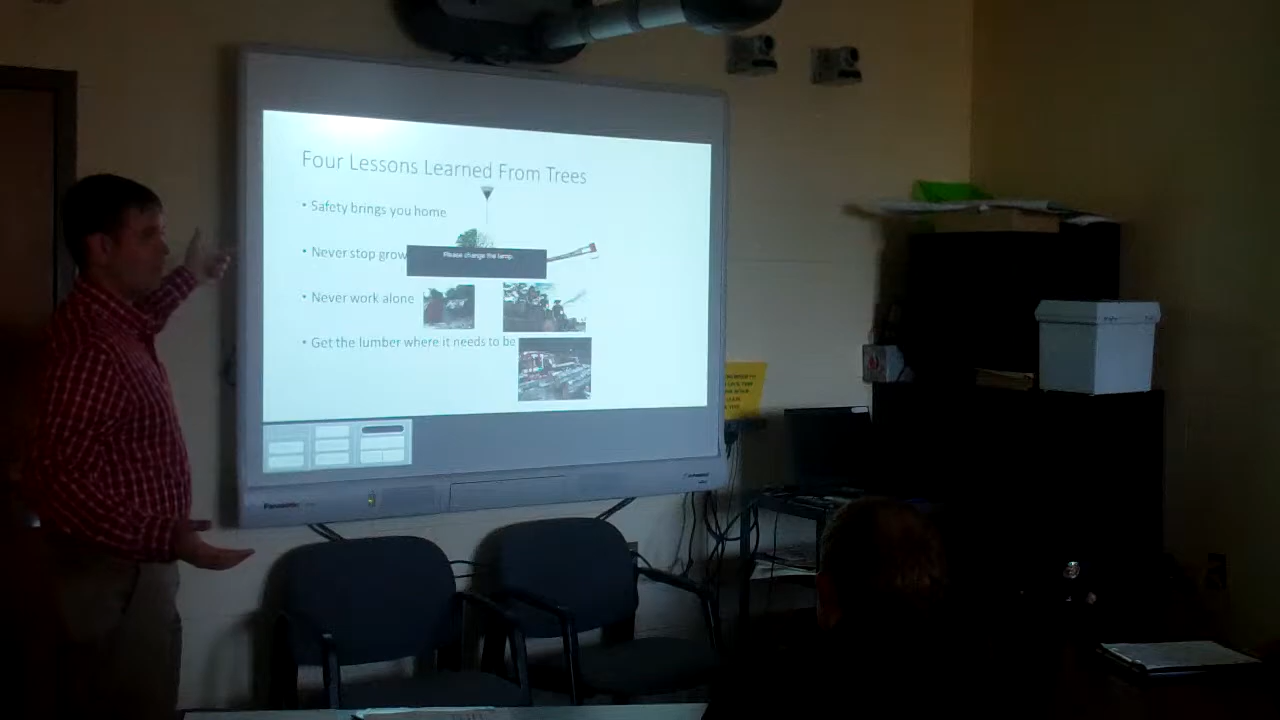 Four Lessons Learned From Trees
• Safety brings you home
• Never stop grow
Please change the lamp.
• Never work alone
• Get the lumber where it needs to be
Panasonic